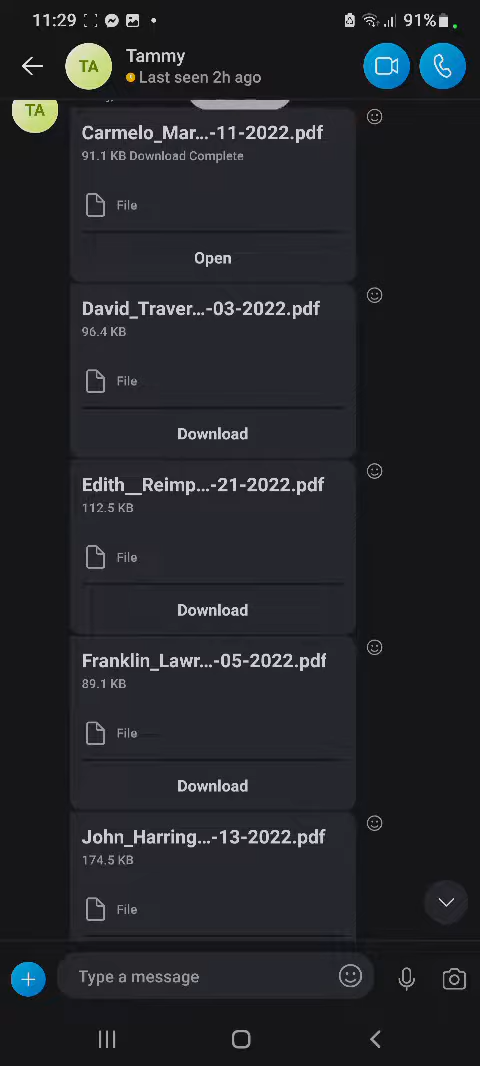 11:29
91%
TA
Tammy
Last seen 2h ago
TA
Carmelo_Mar...-11-2022.pdf
91.1 KB Download Complete
File
Open
David_Traver...-03-2022.pdf
96.4 KB
File
Download
Edith__Reimp...-21-2022.pdf
112.5 KB
File
Download
Franklin_Lawr...-05-2022.pdf
89.1 KB
File
Download
John_Harring...-13-2022.pdf
174.5 KB
File
Type a message